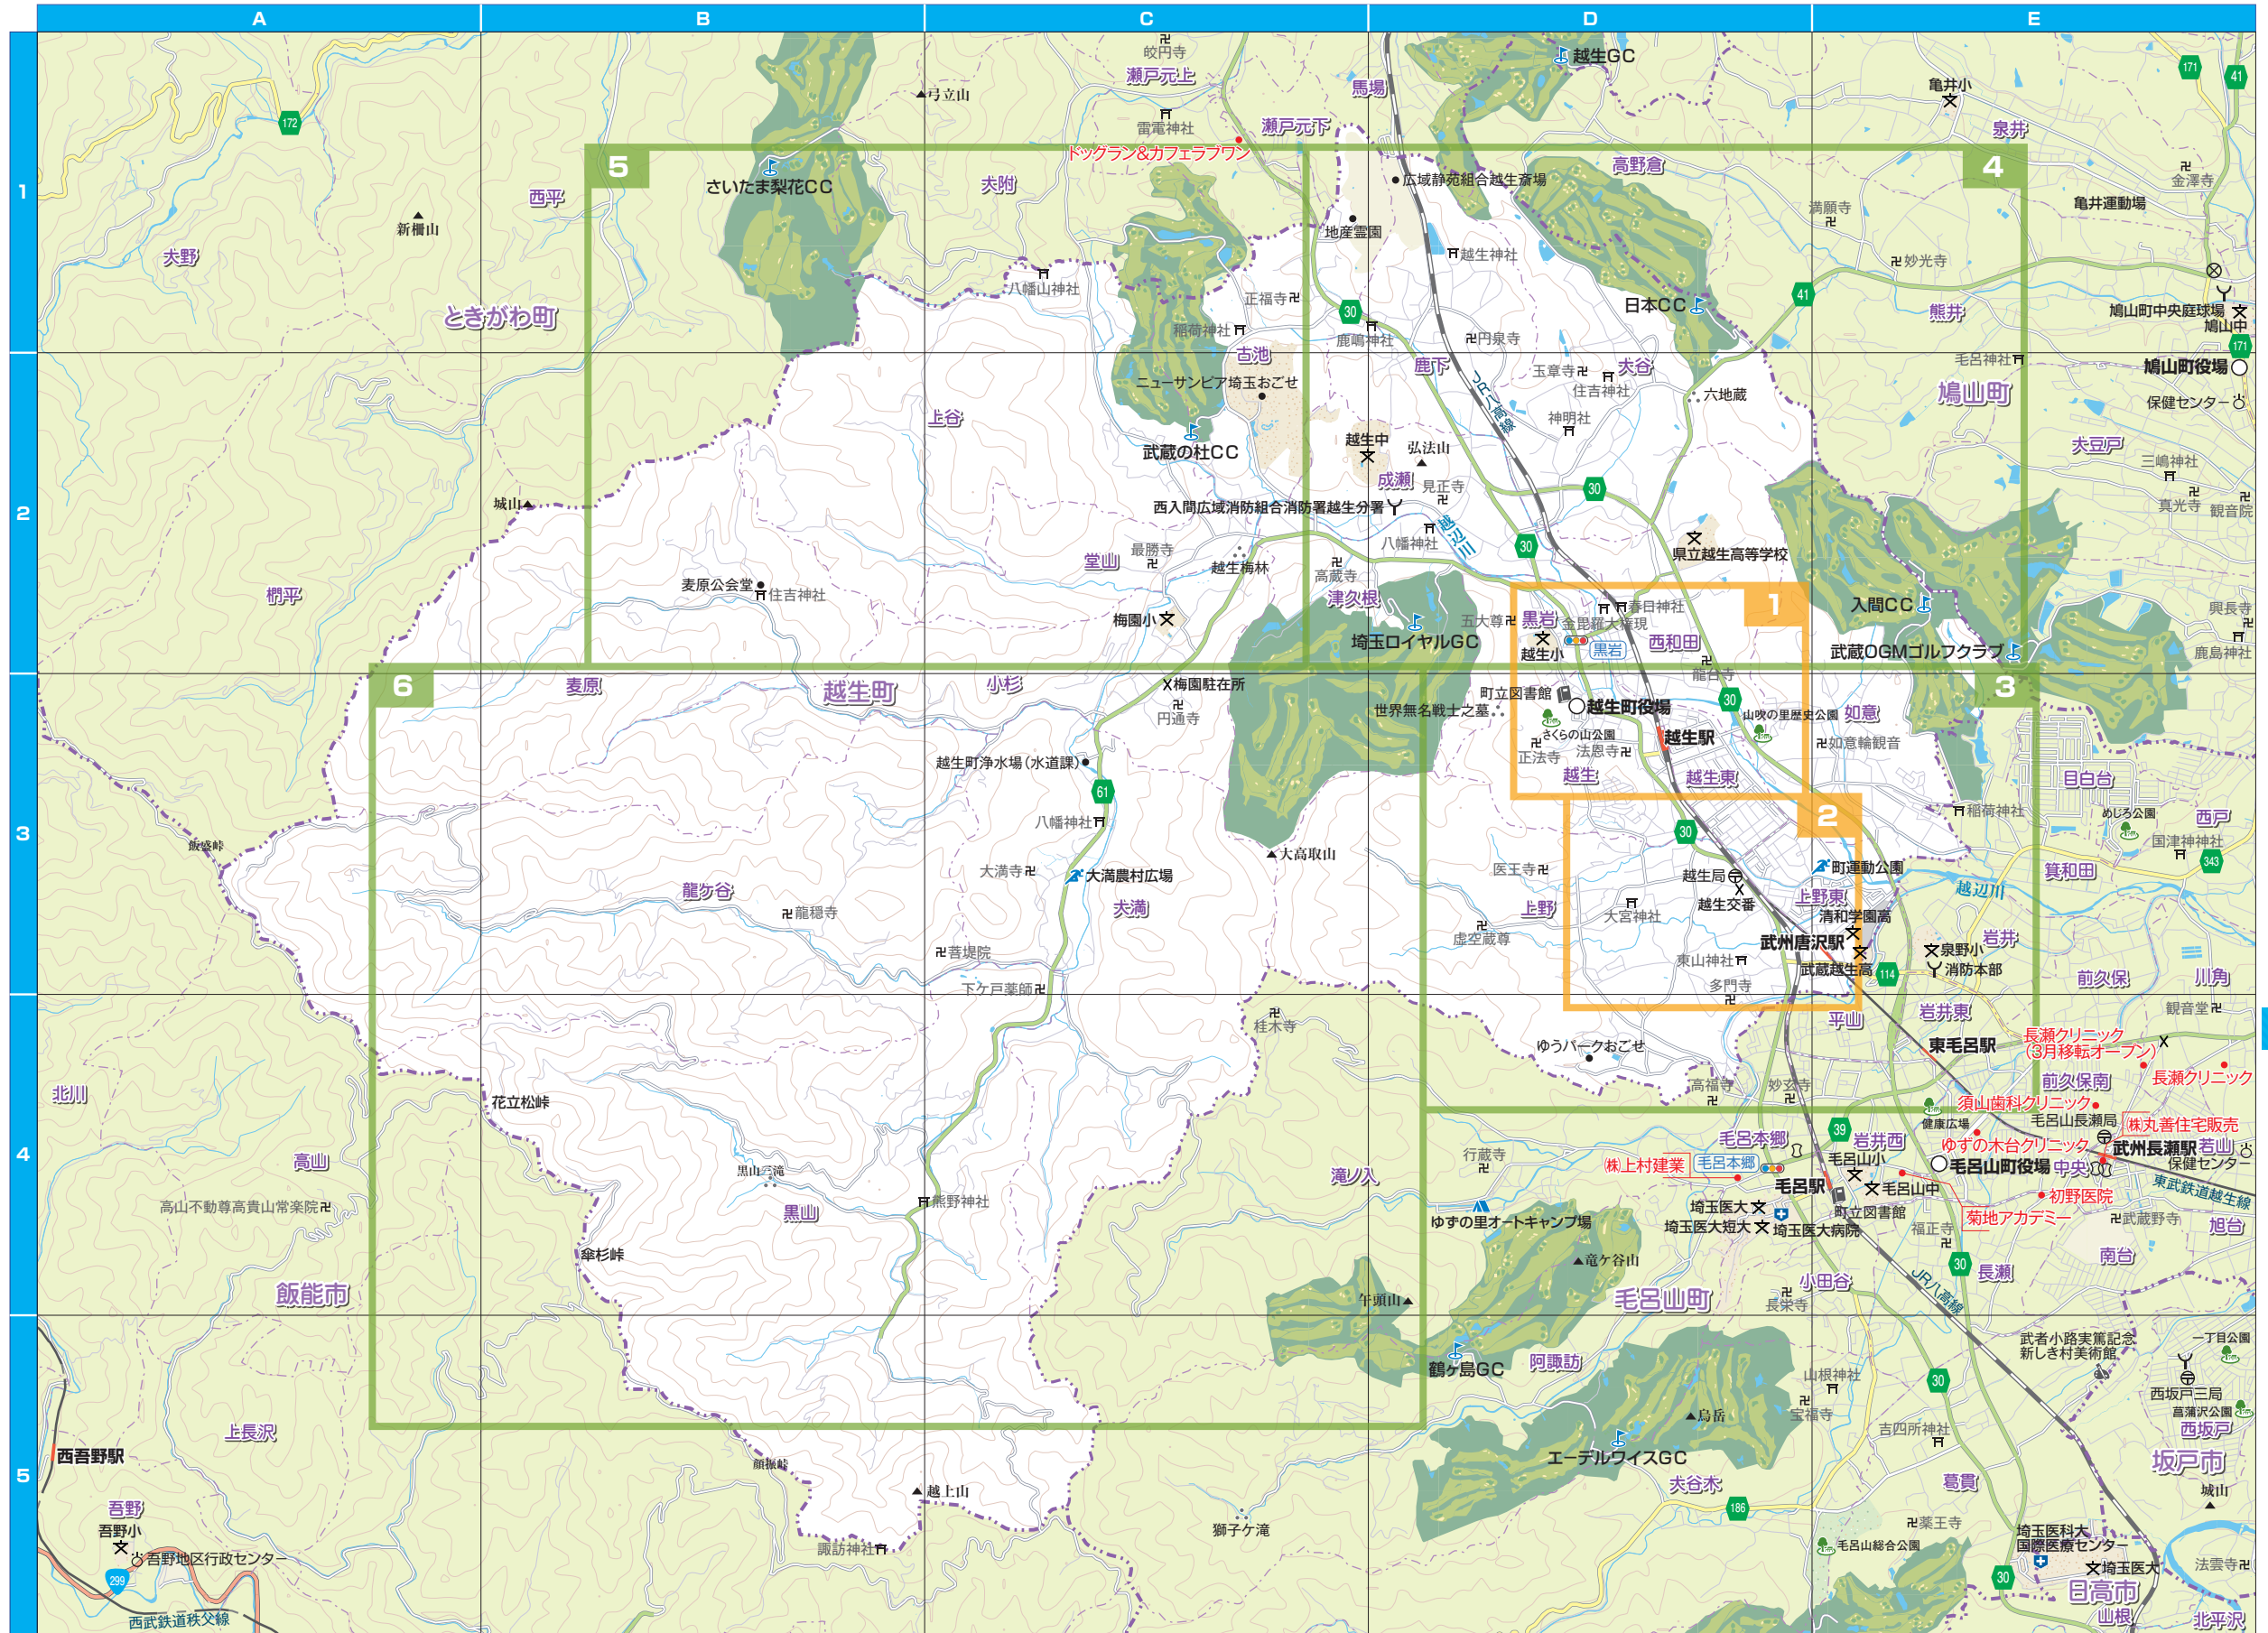 A
B
C
D
E
1
2
3
4
5
172
大野
新柵山
西平
ときがわ町
椚平
城山
5
さいたま梨花CC
弓立山
皎円寺
瀬戸元上
雷電神社
瀬戸元下
ドッグラン&カフェラブワン
大附
八幡山神社
正福寺
稲荷神社
古池
ニューサンピア埼玉おごせ
上谷
武蔵の杜CC
馬場
越生GC
広域静苑組合越生斎場
地産霊園
越生神社
高野倉
30
鹿嶋神社
円泉寺
日本CC
41
鹿下
玉章寺
住吉神社
大谷
六地蔵
神明社
JR八高線
越生中
弘法山
成瀬
見正寺
西入間広域消防組合消防署越生分署
越辺川
八幡神社
30
30
県立越生高等学校
171
41
亀井小
泉井
4
金澤寺
満願寺
亀井運動場
妙光寺
熊井
鳩山町中央庭球場
鳩山中
171
毛呂神社
鳩山町役場
鳩山町
保健センター
大豆戸
三嶋神社
真光寺
観音院
麦原公会堂
住吉神社
最勝寺
堂山
越生梅林
高蔵寺
津久根
梅園小
埼玉ロイヤルGC
五大尊
黒岩
春日神社
金毘羅大権現
1
越生小
黒岩
西和田
龍台寺
入間CC
武蔵OGMゴルフクラブ
興長寺
鹿島神社
6
麦原
越生町
小杉
梅園駐在所
円通寺
越生町浄水場(水道課)
61
八幡神社
大満寺
大満農村広場
大満
大高取山
町立図書館
世界無名戦士之墓
越生町役場
さくらの山公園
正法寺
法恩寺
越生駅
30
山吹の里歴史公園
如意
如意輪観音
越生
越生東
3
目白台
稲荷神社
めじろ公園
西戸
国津神神社
343
箕和田
2
30
町運動公園
越辺川
医王寺
越生局
越生交番
上野東
上野
大宮神社
清和学園高
虚空蔵尊
武州唐沢駅
武蔵越生高
東山神社
114
泉野小
消防本部
岩井
前久保
川角
多門寺
飯盛峠
龍ケ谷
龍穏寺
菩堤院
下ケ戸薬師
桂木寺
ゆうパークおごせ
高福寺
妙玄寺
平山
岩井東
東毛呂駅
観音堂
長瀬クリニック
(3月移転オープン)
長瀬クリニック
前久保南
須山歯科クリニック
毛呂山長瀬局
㈱丸善住宅販売
健康広場
ゆずの木台クリニック
武州長瀬駅
若山
保健センター
39
岩井西
毛呂本郷
毛呂本郷
毛呂山小
毛呂山町役場
中央
東武鉄道越生線
行蔵寺
㈱上村建業
毛呂駅
毛呂山中
初野医院
町立図書館
菊地アカデミー
武蔵野寺
旭台
福正寺
南台
滝ノ入
ゆずの里オートキャンプ場
埼玉医大
埼玉医大短大
埼玉医大病院
竜ケ谷山
北川
花立松峠
高山
高山不動尊高貴山常楽院
黒山三滝
熊野神社
黒山
傘杉峠
飯能市
午頭山
毛呂山町
小田谷
長栄寺
JR八高線
30
長瀬
鶴ヶ島GC
阿諏訪
武者小路実篤記念
新しき村美術館
一丁目公園
西坂戸三局
菖蒲沢公園
西坂戸
山根神社
30
宝福寺
烏岳
吉四所神社
エーデルワイスGC
坂戸市
上長沢
西吾野駅
顔振峠
越上山
獅子ケ滝
大谷木
186
葛貫
城山
吾野
吾野小
吾野地区行政センター
299
西武鉄道秩父線
諏訪神社
薬王寺
毛呂山総合公園
埼玉医科大
国際医療センター
埼玉医大
法雲寺
30
日高市
山根
北平沢